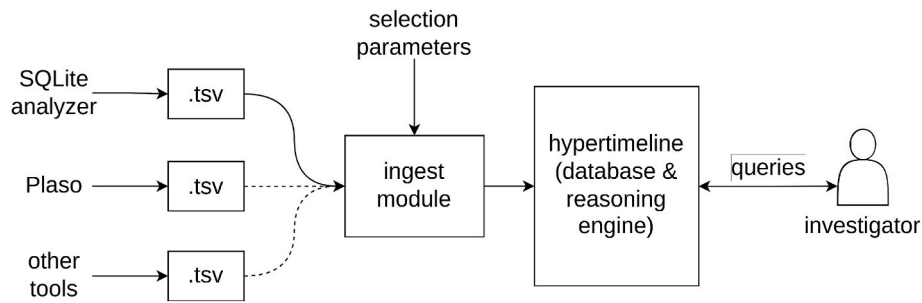 selection
parameters
SQLite
analyzer
.tsv
Plaso
.tsv
other
tools
.tsv
ingest
module
hypertimeline
(database &
reasoning
engine)
queries
investigator